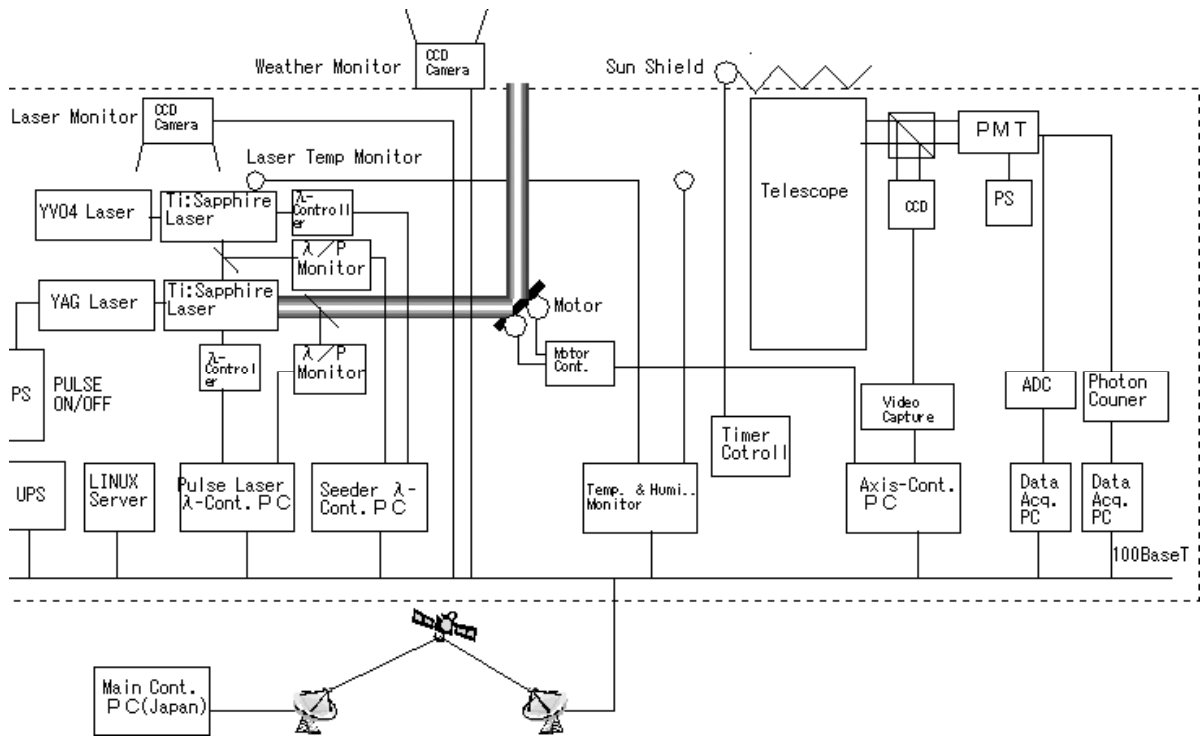 Weather Monitor
CCD
Camera
Sun Shield
Laser Monitor
CCD
Camera
Laser Temp Monitor
Telescope
PMT
CCD
PS
YVO4 Laser
Ti:Sapphire
Laser
λ-
Controll
er
λ／P
Monitor
YAG Laser
Ti:Sapphire
Laser
Motor
λ-
Controll
er
λ／P
Monitor
Motor
Cont.
PS
PULSE
ON/OFF
Video
Capture
ADC
Photon
Couner
Timer
Cotroll
UPS
LINUX
Server
Pulse Laser
λ-Cont. PC
Seeder λ-
Cont. PC
Temp. & Humi..
Monitor
Axis-Cont.
PC
Data
Acq.
PC
Data
Acq.
PC
100BaseT
Main Cont.
PC(Japan)